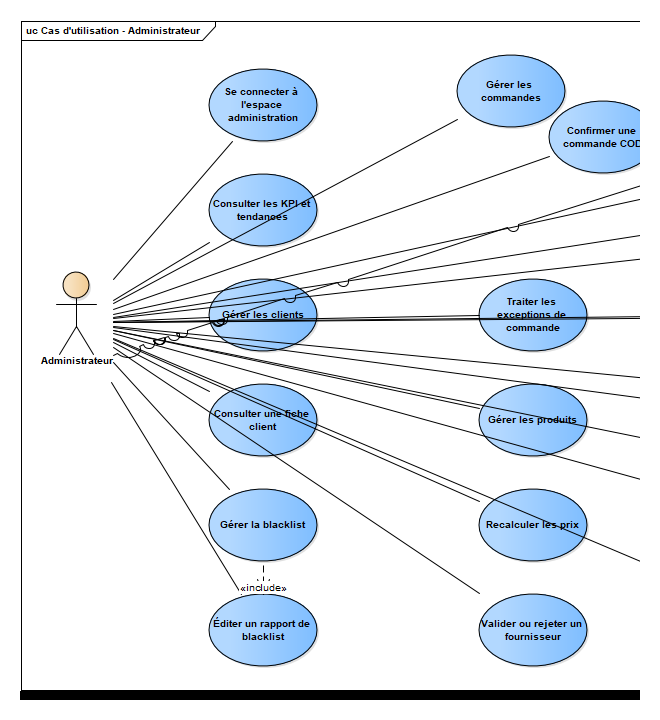 uc Cas d'utilisation - Administrateur
Se connecter à
l'espace
administration
Gérer les
commandes
Confirmer une
commande COD
Consulter les KPI et
tendances
Gérer les clients
Traiter les
exceptions de
commande
Administrateur
Consulter une fiche
client
Gérer les produits
Gérer la blacklist
Recalculer les prix
«include»
Éditer un rapport de
blacklist
Valider ou rejeter un
fournisseur